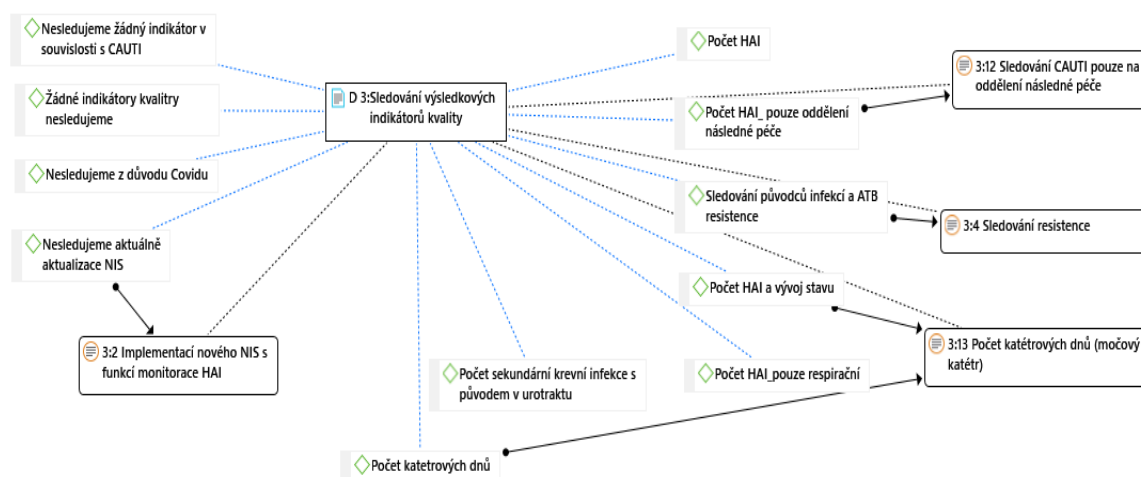 Nesledujeme žádný indikátor v
souvislosti s CAUTI
Žádné indikátory kvalitry
nesledujeme
Nesledujeme z důvodu Covidu
Nesledujeme aktuálně
aktualizace NIS
3:2 Implementací nového NIS s
funkcí monitorace HAI
D 3:Sledování výsledkových
indikátorů kvality
Počet HAI
Počet HAI_ pouze oddělení
následné péče
Sledování původců infekcí a ATB
resistence
Počet HAI a vývoj stavu
Počet HAI_pouze respirační
Počet sekundární krevní infekce s
původem v urotraktu
Počet katetrových dnů
3:12 Sledování CAUTI pouze na
oddělení následné péče
3:4 Sledování resistence
3:13 Počet katétrových dnů (močový
katétr)